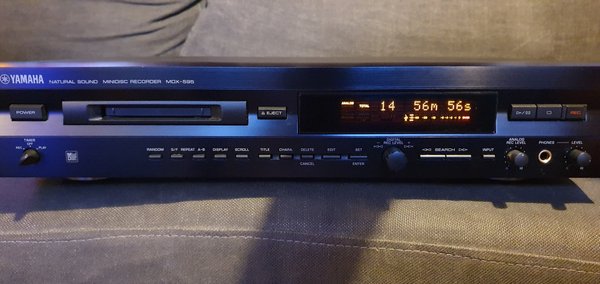 YAMAHA NATURAL SOUND MINIDISC RECORDER MDX-595
POWER
EJECT
ANALOG TOTAL 14 56m 56s
REC
TIMER
OFF
REC PLAY
RANDOM S/F REPEAT A-B DISPLAY SCROLL TITLE CHARA. DELETE EDIT SET
CANCEL ENTER
DIGITAL
REC LEVEL
SEARCH
INPUT
ANALOG
REC LEVEL
PHONES LEVEL